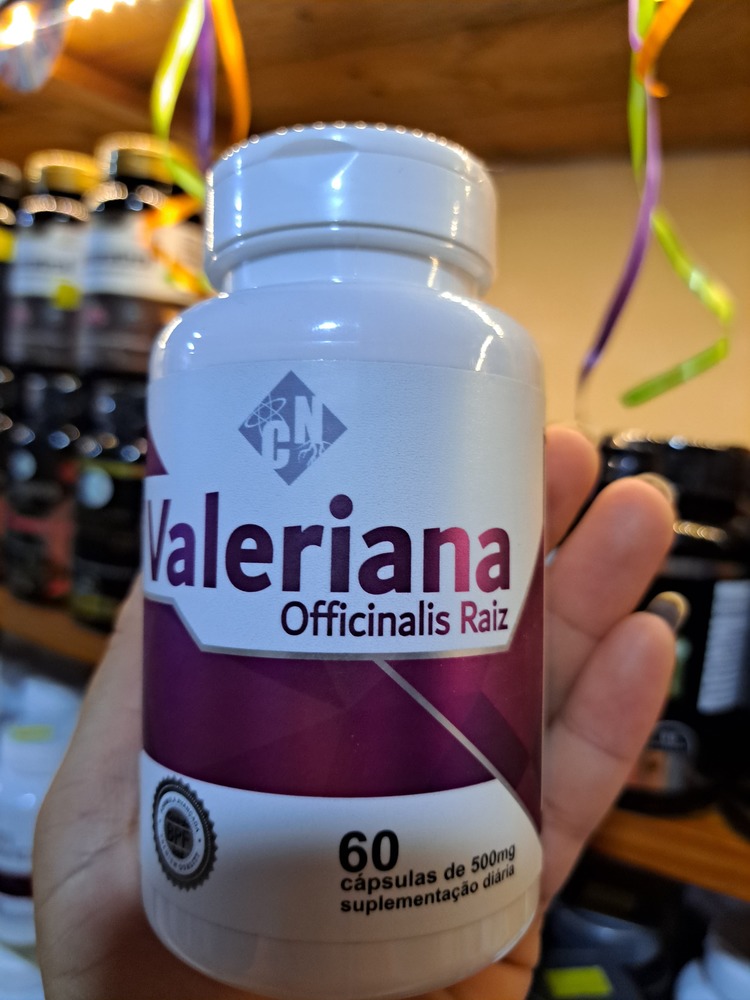 CN
Valeriana
Officinalis Raiz
60
cápsulas de 500mg
suplementação diária